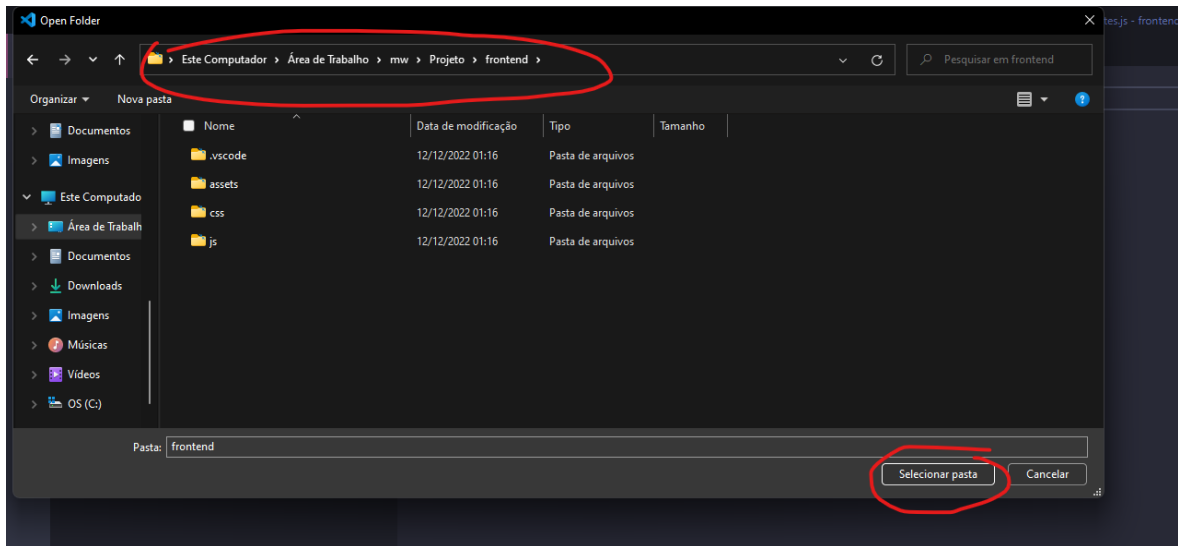 Open Folder
tes.js - frontend
Este Computador > Área de Trabalho > mw > Projeto > frontend >
Pesquisar em frontend
Organizar
Nova pasta
Nome
Data de modificação
Tipo
Tamanho
Documentos
Imagens
Este Computado
Área de Trabalh
Documentos
Downloads
Imagens
Músicas
Vídeos
OS (C:)
.vscode 12/12/2022 01:16 Pasta de arquivos
assets 12/12/2022 01:16 Pasta de arquivos
css 12/12/2022 01:16 Pasta de arquivos
js 12/12/2022 01:16 Pasta de arquivos
Pasta: frontend
Selecionar pasta
Cancelar